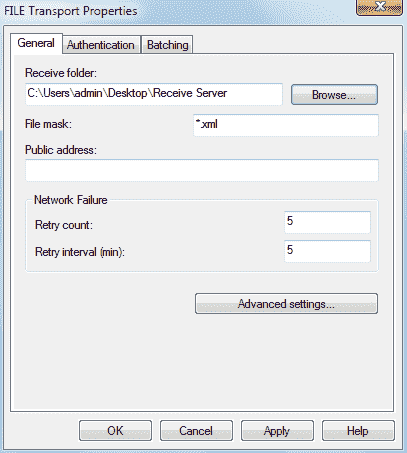 FILE Transport Properties
General Authentication Batching
Receive folder:
C:\Users\admin\Desktop\Receive Server Browse...
File mask: *.xml
Public address:
Network Failure
Retry count: 5
Retry interval (min): 5
Advanced settings...
OK Cancel Apply Help